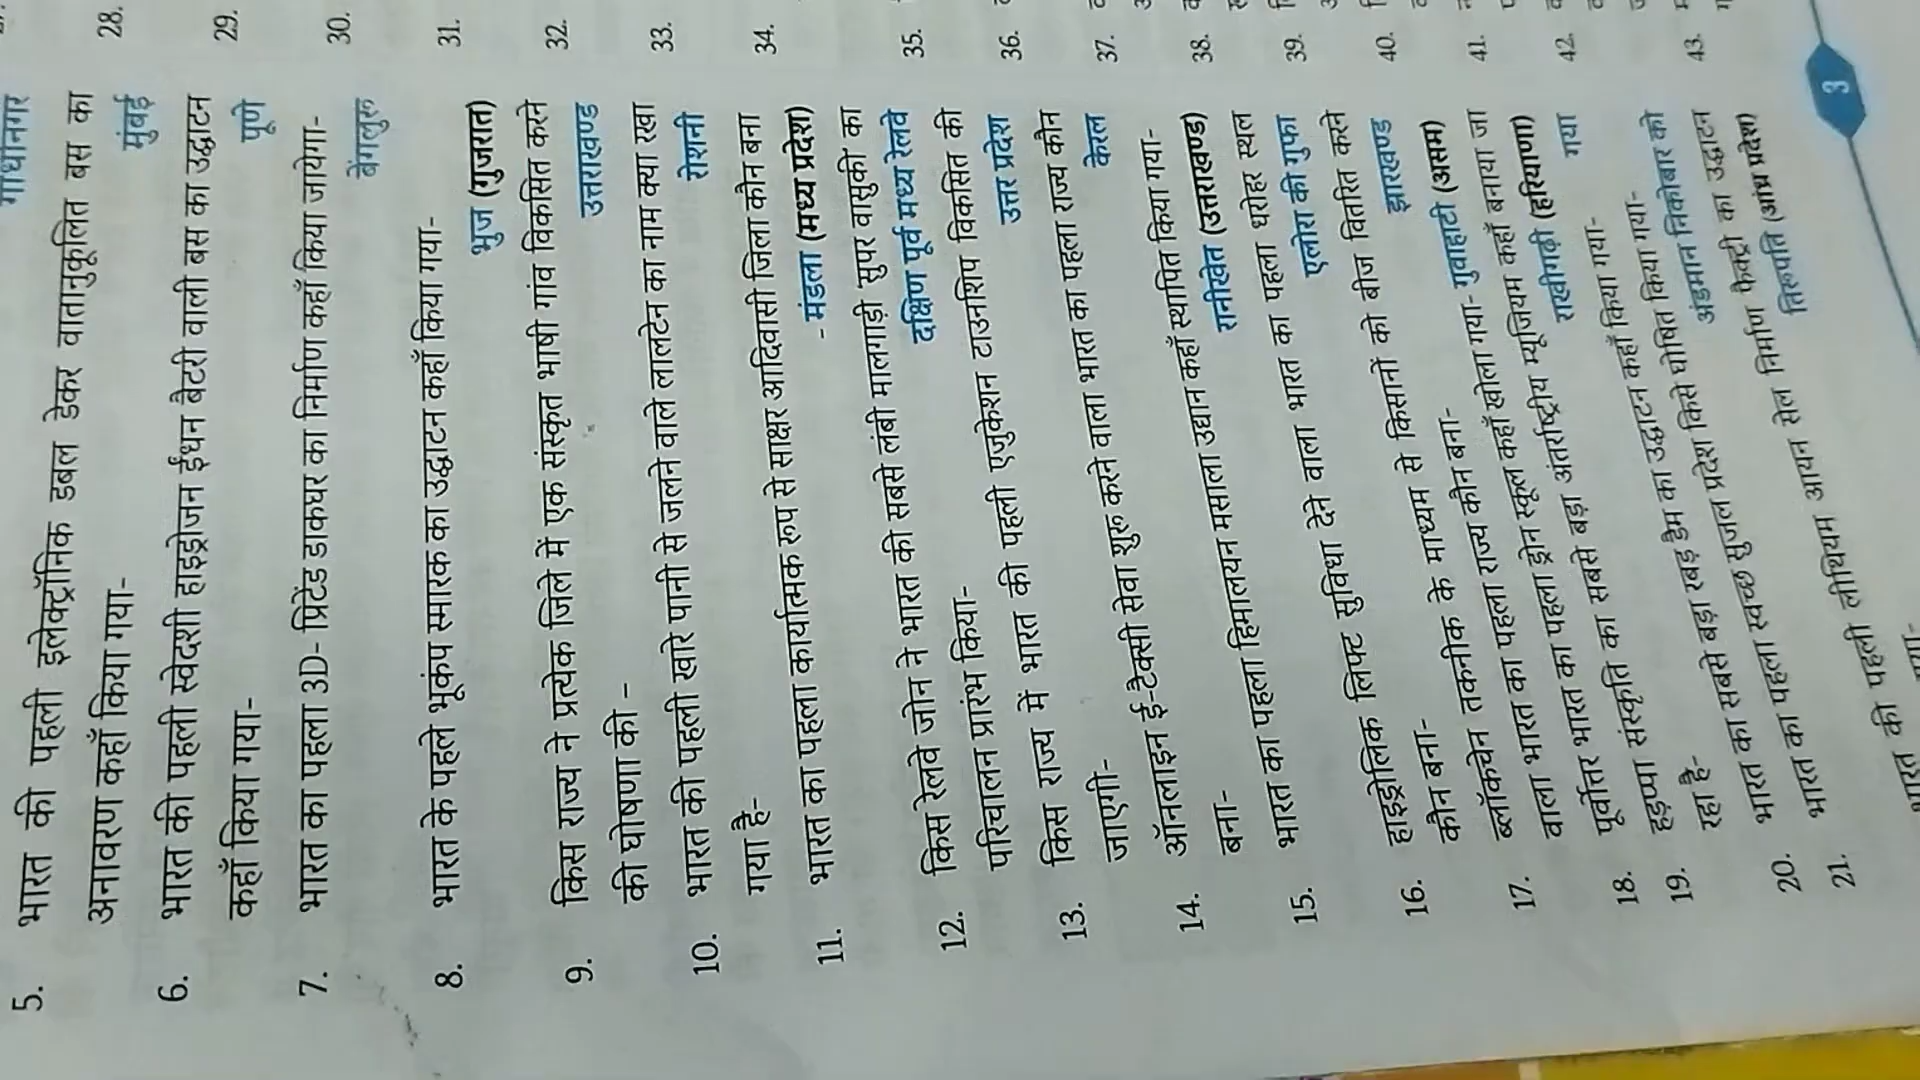 गांधीनगर
5. भारत की पहली इलेक्ट्रॉनिक डबल डेकर वातानुकूलित बस का
अनावरण कहाँ किया गया- मुंबई
6. भारत की पहली स्वदेशी हाइड्रोजन ईंधन बैटरी वाली बस का उद्घाटन
कहाँ किया गया- पूणे
7. भारत का पहला 3D- प्रिटेंड डाकघर का निर्माण कहाँ किया जायेगा-
बेंगलुरु
8. भारत के पहले भूकंप स्मारक का उद्घाटन कहाँ किया गया-
भुज (गुजरात)
9. किस राज्य ने प्रत्येक जिले में एक संस्कृत भाषी गांव विकसित करने
की घोषणा की – उत्तराखण्ड
10. भारत की पहली खारे पानी से जलने वाले लालटेन का नाम क्या रखा
गया है- रोशनी
11. भारत का पहला कार्यात्मक रूप से साक्षर आदिवासी जिला कौन बना
- मंडला (मध्य प्रदेश)
12. किस रेलवे जोन ने भारत की सबसे लंबी मालगाड़ी सुपर वासुकी का
परिचालन प्रारंभ किया- दक्षिण पूर्व मध्य रेलवे
13. किस राज्य में भारत की पहली एजुकेशन टाउनशिप विकसित की
जाएगी- उत्तर प्रदेश
14. ऑनलाइन ई-टैक्सी सेवा शुरू करने वाला भारत का पहला राज्य कौन
बना- केरल
15. भारत का पहला हिमालयन मसाला उद्यान कहाँ स्थापित किया गया-
रानीखेत (उत्तराखण्ड)
16. हाइड्रोलिक लिफ्ट सुविधा देने वाला भारत का पहला धरोहर स्थल
कौन बना- एलोरा की गुफा
17. ब्लॉकचेन तकनीक के माध्यम से किसानों को बीज वितरित करने
वाला भारत का पहला राज्य कौन बना- झारखण्ड
18. पूर्वोत्तर भारत का पहला ड्रोन स्कूल कहाँ खोला गया- गुवाहाटी (असम)
19. हड़प्पा संस्कृति का सबसे बड़ा अंतर्राष्ट्रीय म्यूजियम कहाँ बनाया जा
रहा है- राखीगढ़ी (हरियाणा)
20. भारत का सबसे बड़ा रबड़ डैम का उद्घाटन कहाँ किया गया- गया
21. भारत का पहला स्वच्छ सुजल प्रदेश किसे घोषित किया गया-
अंडमान निकोबार को
भारत की पहली लीथियम आयन सेल निर्माण फैक्ट्री का उद्घाटन
तिरुपति (आंध्र प्रदेश)
28.
29.
30.
31.
32.
33.
34.
35.
36.
37.
38.
39.
40.
41.
42.
43.
3